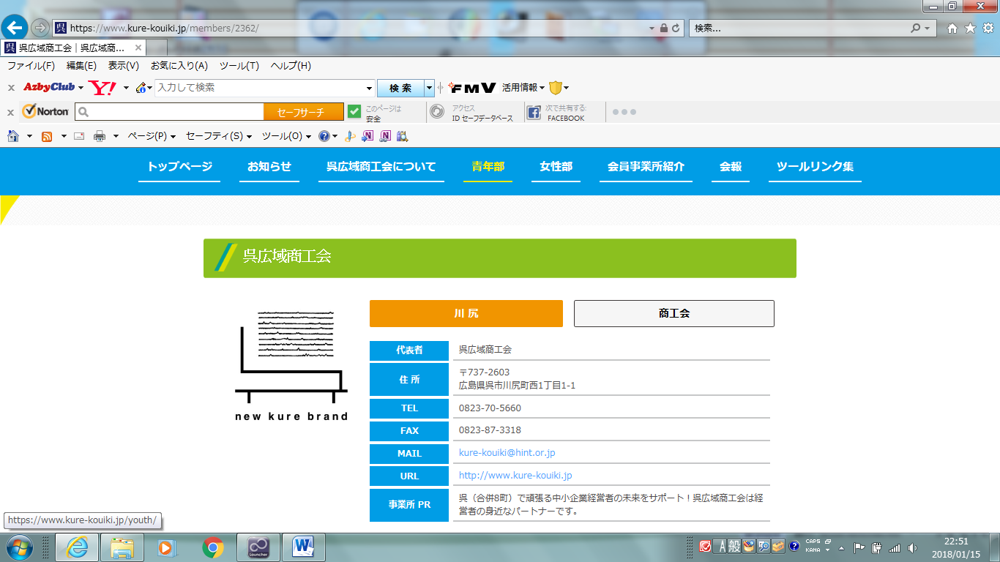 https://www.kure-kouiki.jp/members/2362/
検索...
呉広域商工会｜呉広域商...
ファイル(F) 編集(E) 表示(V) お気に入り(A) ツール(T) ヘルプ(H)
AzbyClub Y! 入力して検索 検 索 FMV 活用情報
Norton セーフサーチ このページは 安全 アクセス ID セーフデータベース 次で共有する: FACEBOOK
ページ(P) セーフティ(S) ツール(O)
トップページ お知らせ 呉広域商工会について 青年部 女性部 会員事業所紹介 会報 ツールリンク集
呉広域商工会
川 尻 商工会
new kure brand
代表者 呉広域商工会
住 所 〒737-2603
広島県呉市川尻町西1丁目1-1
TEL 0823-70-5660
FAX 0823-87-3318
MAIL kure-kouiki@hint.or.jp
URL http://www.kure-kouiki.jp
事業所 PR 呉（合併8町）で頑張る中小企業経営者の未来をサポート！呉広域商工会は経
営者の身近なパートナーです。
https://www.kure-kouiki.jp/youth/
A 般 CAPS KANA
22:51
2018/01/15